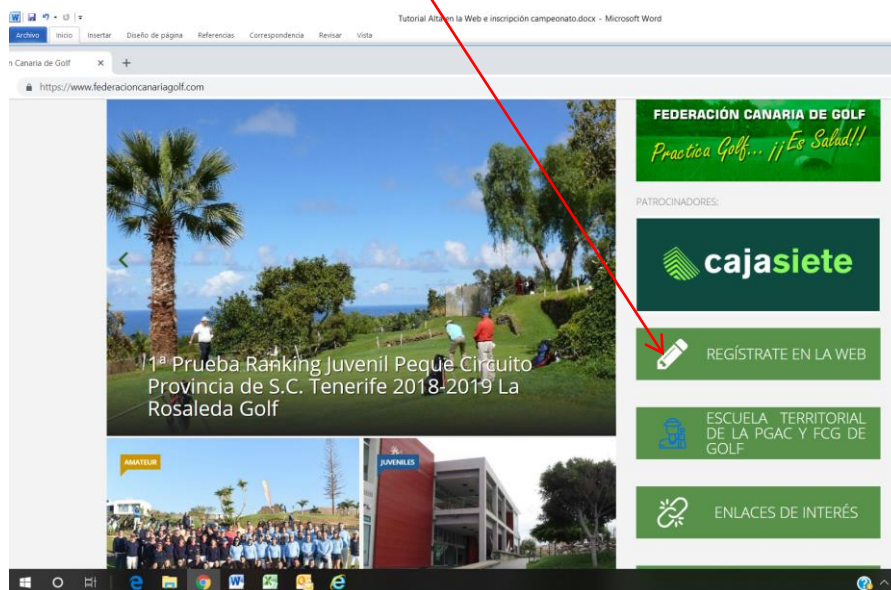 Tutorial Alta en la Web e inscripción campeonato.docx - Microsoft Word
Archivo Inicio Insertar Diseño de página Referencias Correspondencia Revisar Vista
n Canaria de Golf
https://www.federacioncanariagolf.com
FEDERACIÓN CANARIA DE GOLF
Practica Golf... ¡¡Es Salud!!
PATROCINADORES:
cajasiete
1ª Prueba Ranking Juvenil Peque Circuito
Provincia de S.C. Tenerife 2018-2019 La
Rosaleda Golf
REGÍSTRATE EN LA WEB
ESCUELA TERRITORIAL
DE LA PGAC Y FCG DE
GOLF
AMATEUR
JUVENILES
ENLACES DE INTERÉS